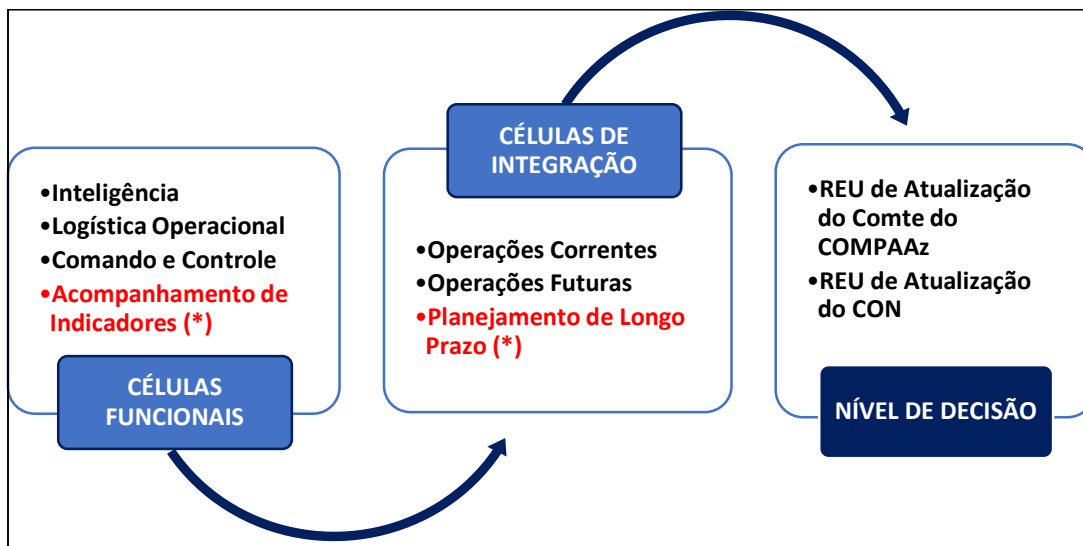 •Inteligência
•Logística Operacional
•Comando e Controle
•Acompanhamento de
Indicadores (*)
CÉLULAS
FUNCIONAIS
CÉLULAS DE
INTEGRAÇÃO
•Operações Correntes
•Operações Futuras
•Planejamento de Longo
Prazo (*)
•REU de Atualização
do Comte do
COMPAAz
•REU de Atualização
do CON
NÍVEL DE DECISÃO